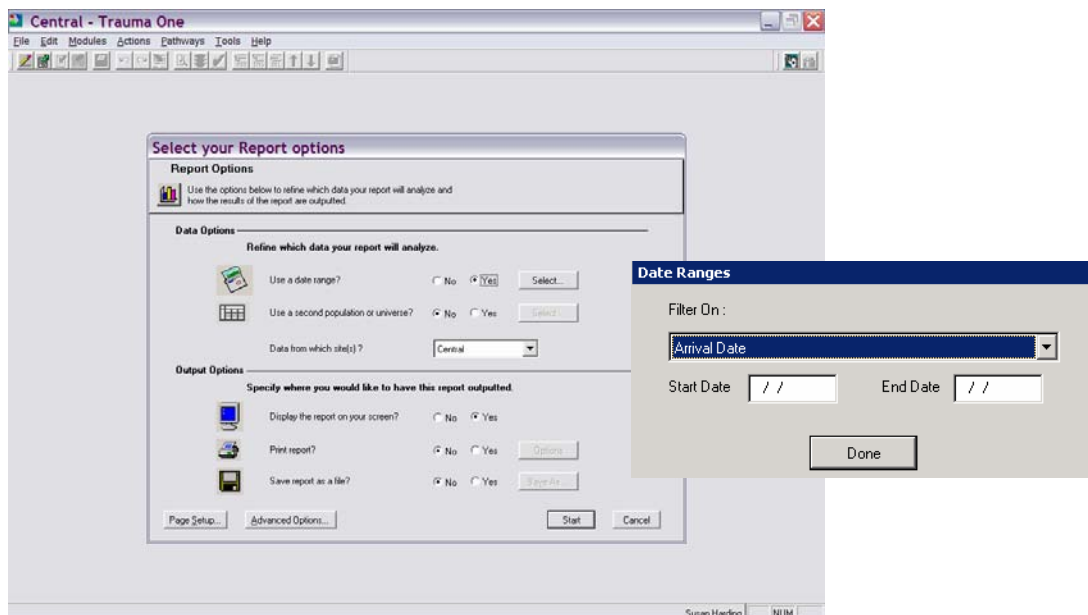 Central - Trauma One
File Edit Modules Actions Pathways Tools Help
Select your Report options
Report Options
Use the options below to refine which data your report will analyze and
how the results of the report are outputted.
Data Options
Refine which data your report will analyze.
Use a date range? No Yes Select...
Use a second population or universe? No Yes Select...
Data from which site(s) ? Central
Output Options
Specify where you would like to have this report outputted.
Display the report on your screen? No Yes
Print report? No Yes Options
Save report as a file? No Yes Save As...
Page Setup... Advanced Options... Start Cancel
Susan Harding NUM
Date Ranges
Filter On :
Arrival Date
Start Date / / End Date / /
Done